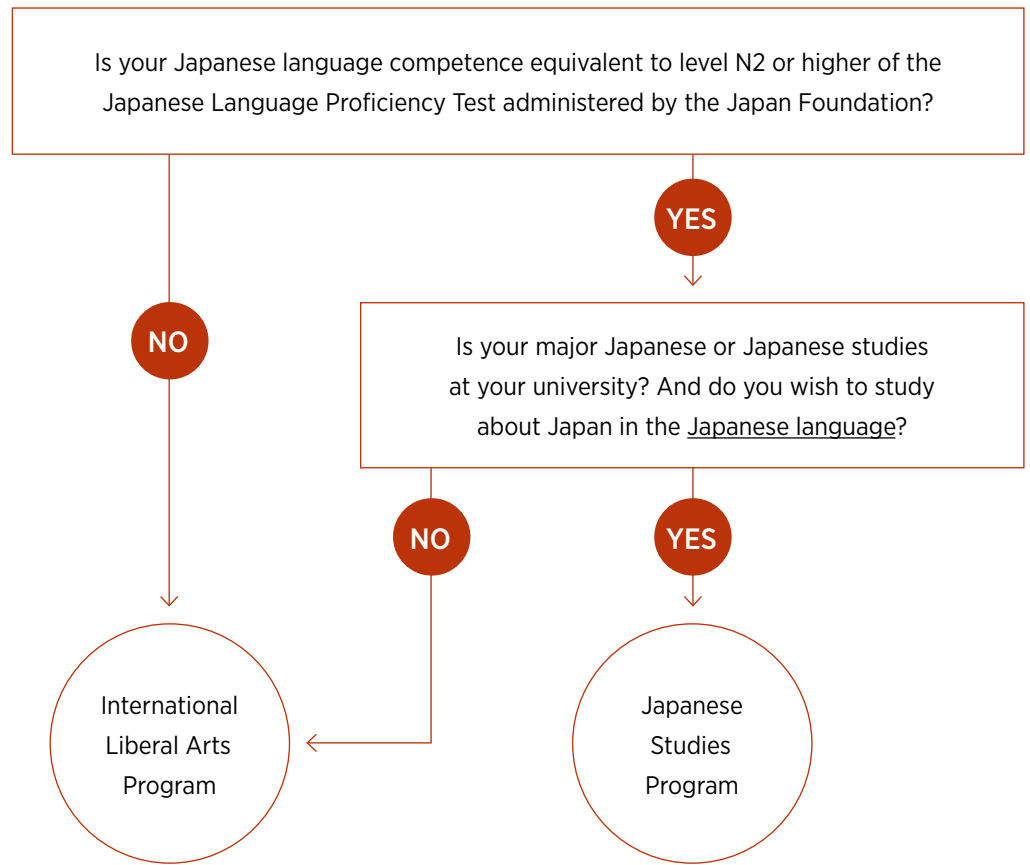 Is your Japanese language competence equivalent to level N2 or higher of the
Japanese Language Proficiency Test administered by the Japan Foundation?
YES
NO
Is your major Japanese or Japanese studies
at your university? And do you wish to study
about Japan in the Japanese language?
NO
YES
International
Liberal Arts
Program
Japanese
Studies
Program